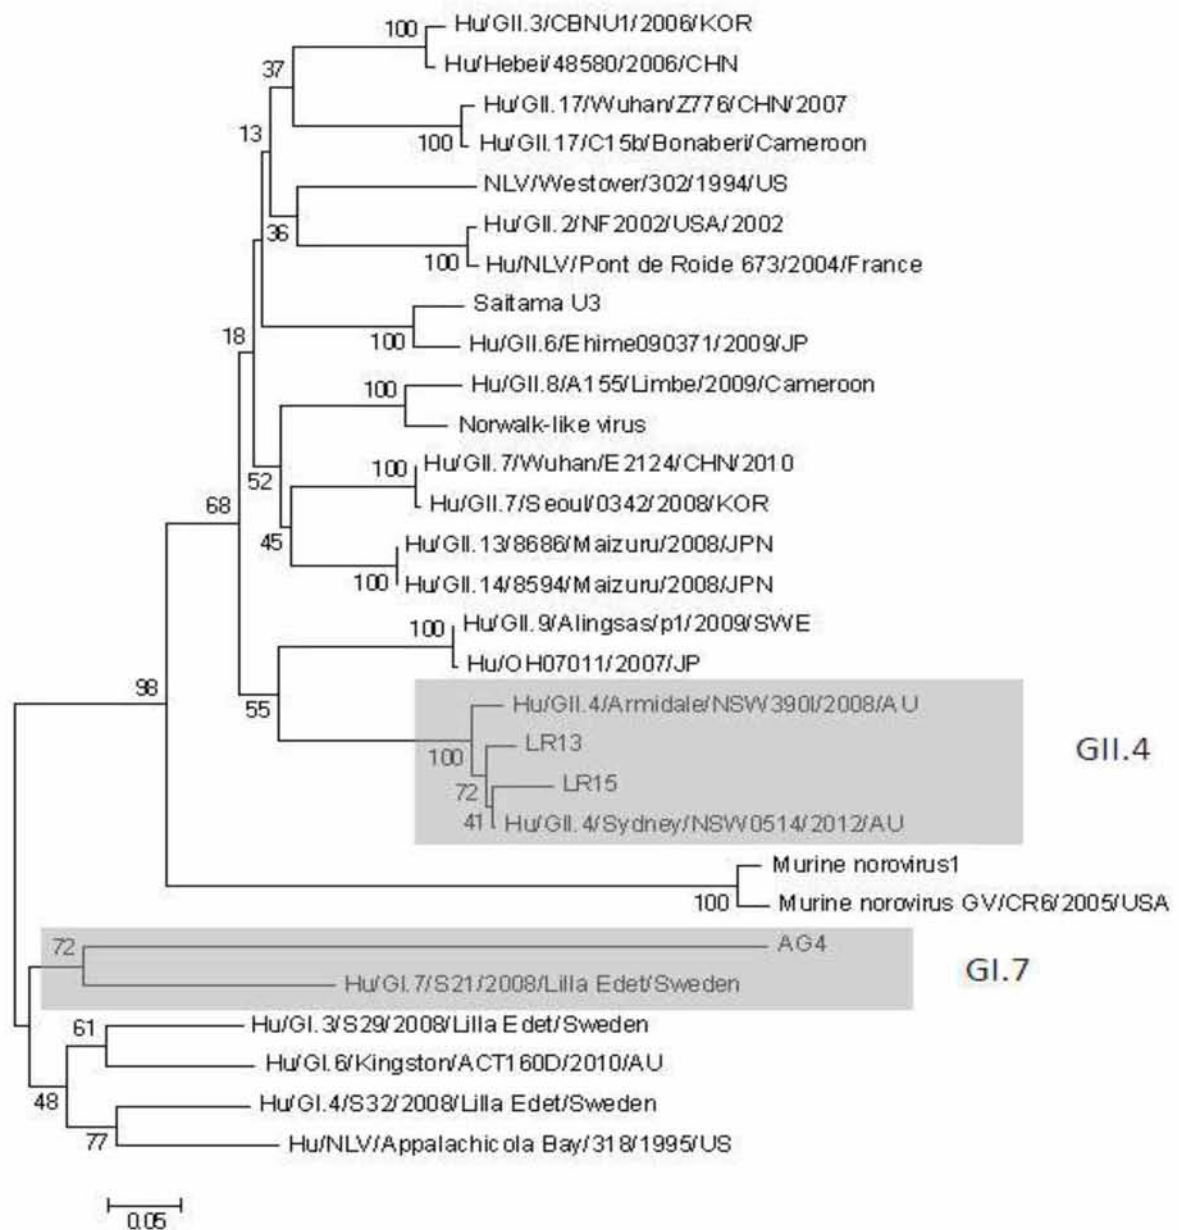 100
Hu/GII.3/CBNU1/2006/KOR
Hu/Hebei/48580/2006/CHN
37
Hu/GII.17/Wuhan/Z776/CHN/2007
13
100
Hu/GII.17/C15b/Bonaberi/Cameroon
NLV/Westover/302/1994/US
36
Hu/GII.2/NF2002/USA/2002
100
Hu/NLV/Pont de Roide 673/2004/France
Saitama U3
18
100
Hu/GII.6/Ehime090371/2009/JP
100
Hu/GII.8/A155/Limbe/2009/Cameroon
Norwalk-like virus
52
100
Hu/GII.7/Wuhan/E2124/CHN/2010
Hu/GII.7/Seoul/0342/2008/KOR
68
45
Hu/GII.13/8686/Maizuru/2008/JPN
100
Hu/GII.14/8594/Maizuru/2008/JPN
100
Hu/GII.9/Alingsas/p1/2009/SWE
Hu/OH07011/2007/JP
98
55
Hu/GII.4/Armidale/NSW390I/2008/AU
100
LR13
GII.4
72
LR15
41
Hu/GII.4/Sydney/NSW0514/2012/AU
Murine norovirus1
100
Murine norovirus GV/CR6/2005/USA
72
AG4
GI.7
Hu/GI.7/S21/2008/Lilla Edet/Sweden
61
Hu/GI.3/S29/2008/Lilla Edet/Sweden
Hu/GI.6/Kingston/ACT160D/2010/AU
48
Hu/GI.4/S32/2008/Lilla Edet/Sweden
77
Hu/NLV/Appalachicola Bay/318/1995/US
0.05